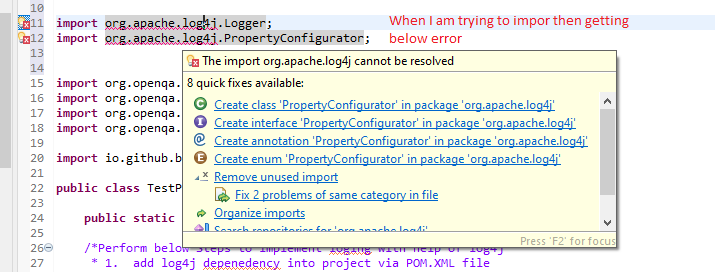 10
11 import org.apache.log4j.Logger;
When I am trying to impor then getting
below error
12 import org.apache.log4j.PropertyConfigurator;
The import org.apache.log4j cannot be resolved
8 quick fixes available:
Create class 'PropertyConfigurator' in package 'org.apache.log4j'
Create interface 'PropertyConfigurator' in package 'org.apache.log4j'
Create annotation 'PropertyConfigurator' in package 'org.apache.log4j'
Create enum 'PropertyConfigurator' in package 'org.apache.log4j'
Remove unused import
Fix 2 problems of same category in file
Organize imports
Search repositories for 'org.apache.log4j'
Press 'F2' for focus
13
14
15 import org.openqa.
16 import org.openqa.
17 import org.openqa.
18 import org.openqa.
19
20 import io.github.b
21
22 public class TestP
23
24 public static
25
26 /*Perform below Steps to implement loging with help of log4j
27 * 1. add log4j depenedency into project via POM.XML file